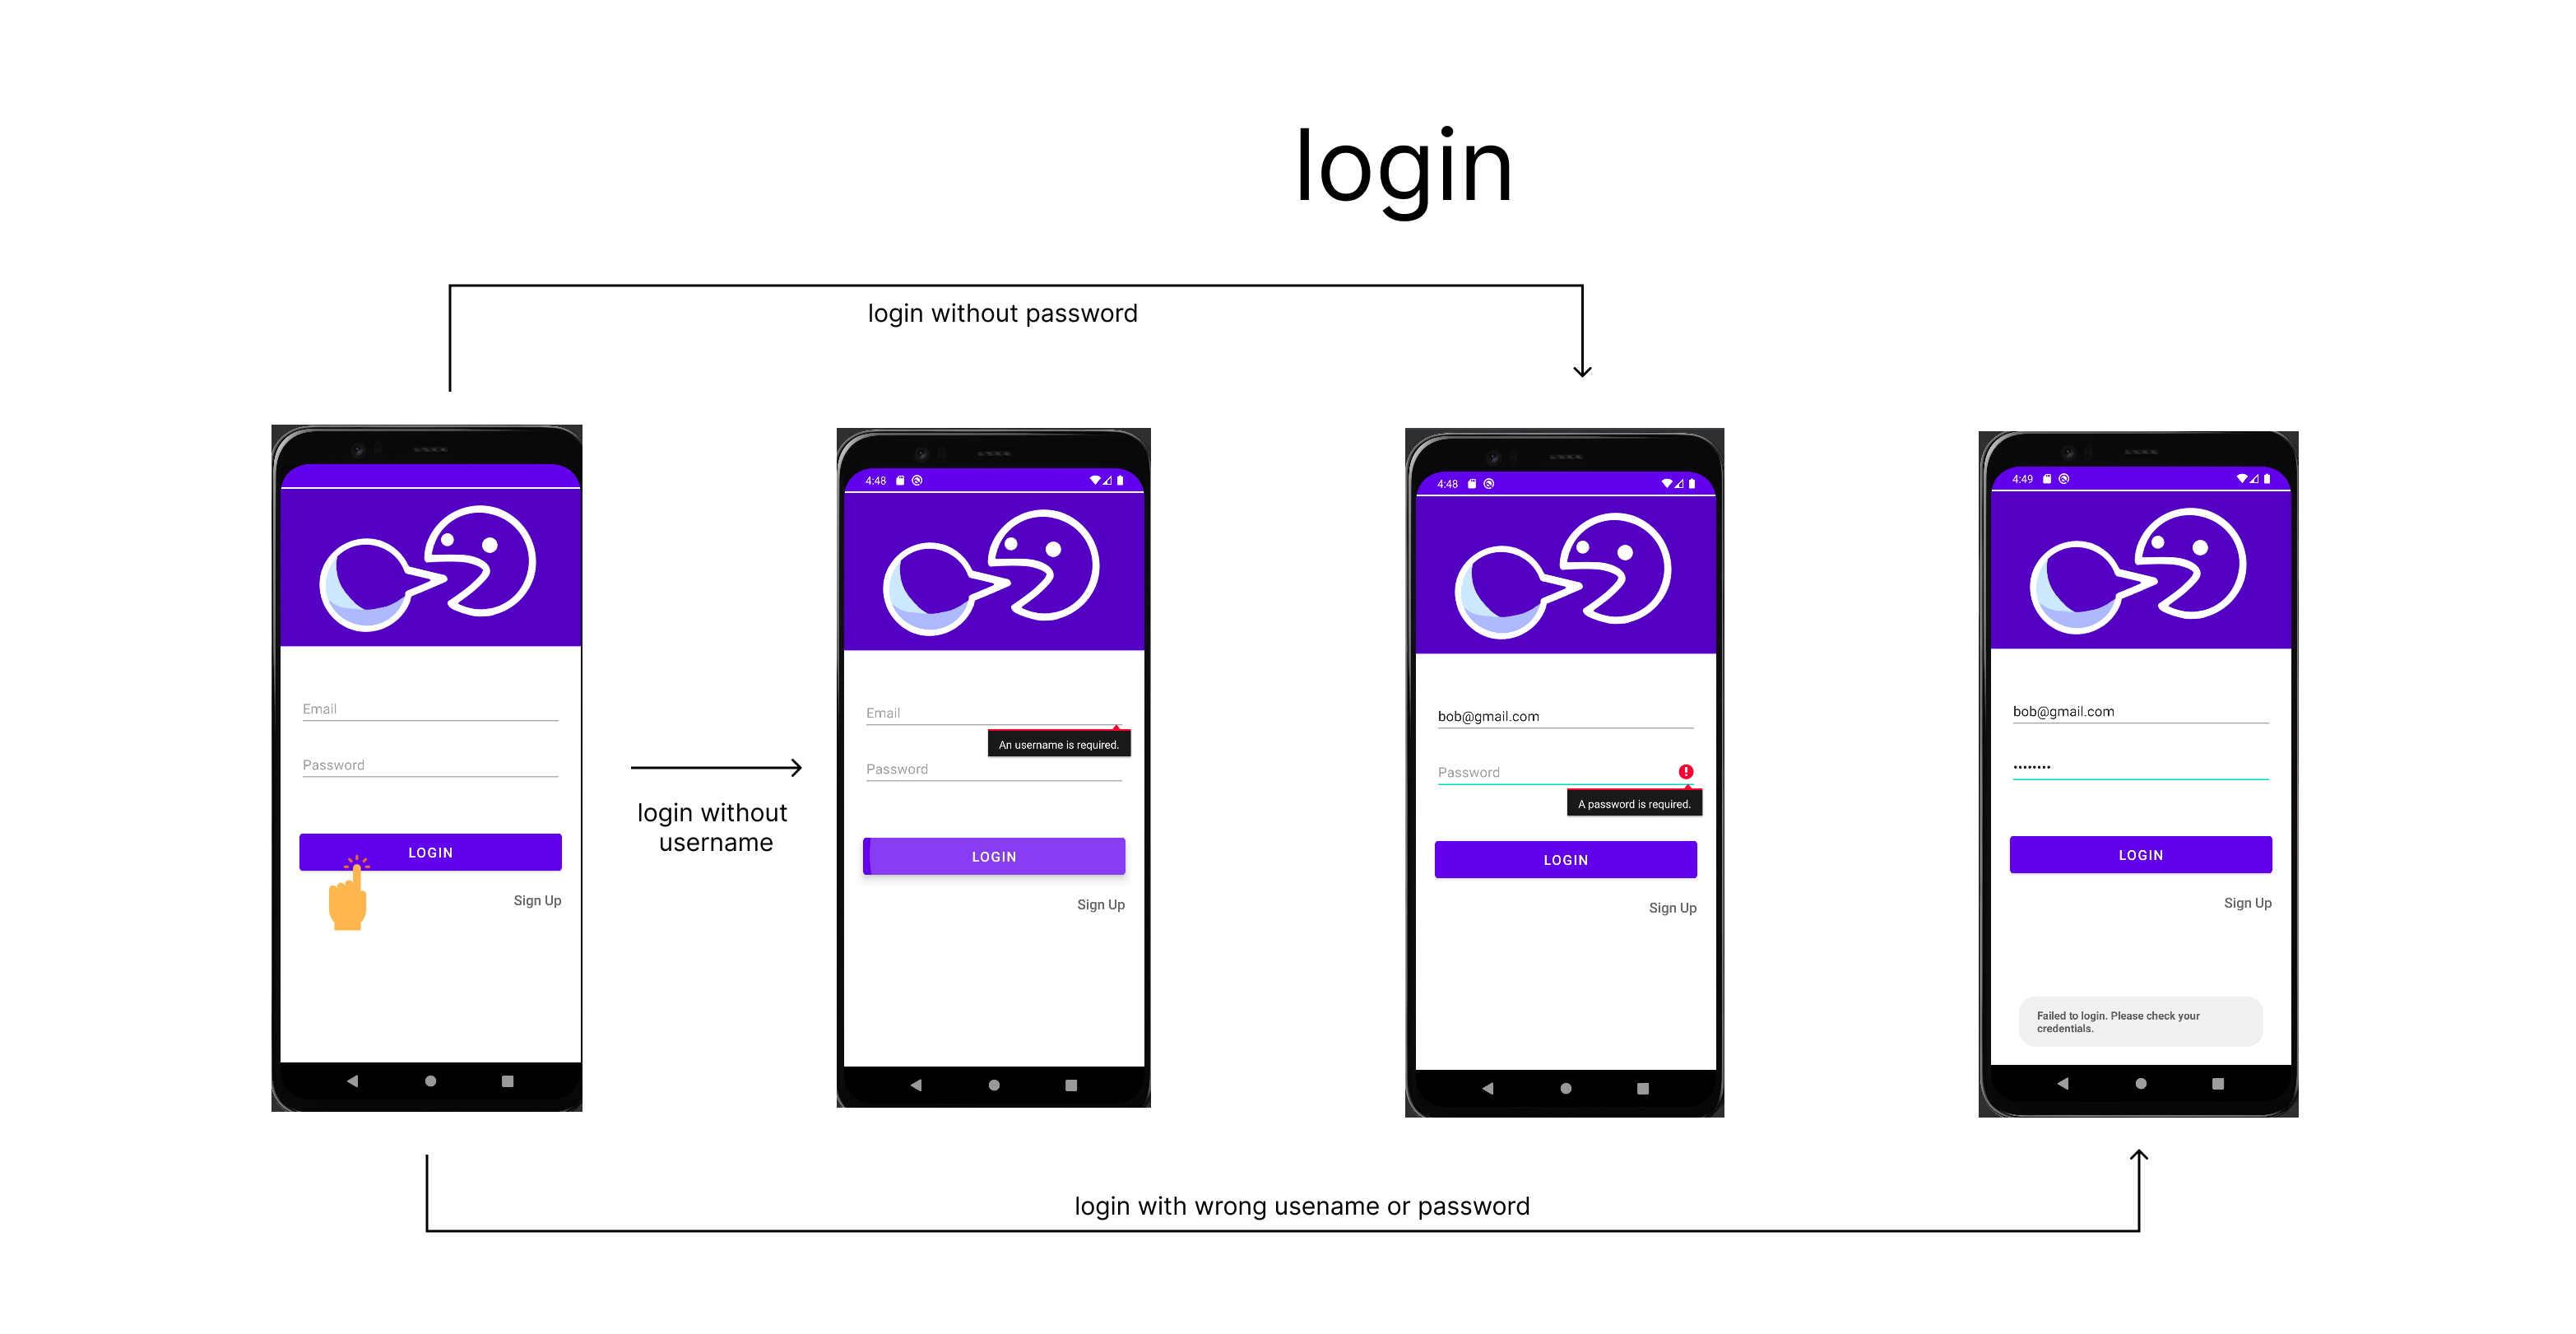 login
login without password
Email
Password
LOGIN
Sign Up
login without
username
4:48
Email
An username is required.
Password
LOGIN
Sign Up
4:48
bob@gmail.com
Password
A password is required.
LOGIN
Sign Up
4:49
bob@gmail.com
••••••••
LOGIN
Sign Up
Failed to login. Please check your
credentials.
login with wrong usename or password